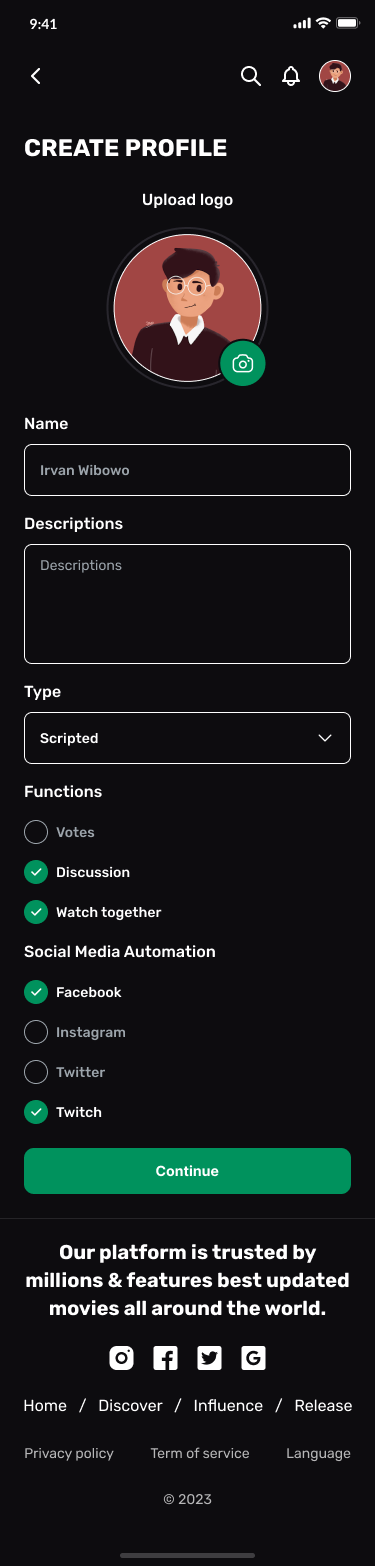 9:41
CREATE PROFILE
Upload logo
Name
Irvan Wibowo
Descriptions
Descriptions
Type
Scripted
Functions
Votes
Discussion
Watch together
Social Media Automation
Facebook
Instagram
Twitter
Twitch
Continue
Our platform is trusted by
millions & features best updated
movies all around the world.
Home / Discover / Influence / Release
Privacy policy Term of service Language
© 2023